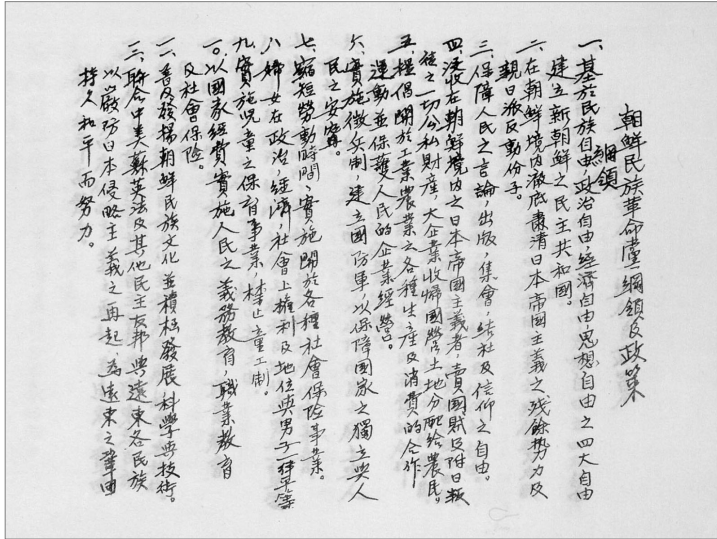 朝鮮民族革命黨綱領及政策
綱領
一、基於民族自由，政治自由，經濟自由，思想自由之四大自由
建立新朝鮮之民主共和國。
二、在朝鮮境內澈底肅清日本帝國主義之殘餘勢力及
親日派反動份子。
三、保障人民之言論，出版，集會，結社及信仰之自由。
四、沒收在朝鮮境內之日本帝國主義者，賣國賊及附日叛
徒之一切公私財產，大企業收歸國營，土地分配給農民。
五、提倡關於工業農業之各種生產及消費的合作
運動並保護人民的企業經營。
六、實施徵兵制，建立國防軍，以保障國家之獨立與人
民之安寧。
七、縮短勞動時間、實施關於各種社會保險事業。
八、婦女在政治，經濟，社會上權利及地位與男子一律平等
九、實施兒童之保育事業，禁止童工制。
一〇、以國家經費實施人民之義務教育，職業教育
及社會保險。
一一、普及發揚朝鮮民族文化並積極發展科學與技術。
一二、聯合中美蘇英法及其他民主友邦與遠東各民族
以嚴防日本侵略主義之再起，為遠東之鞏固
持久和平而努力。